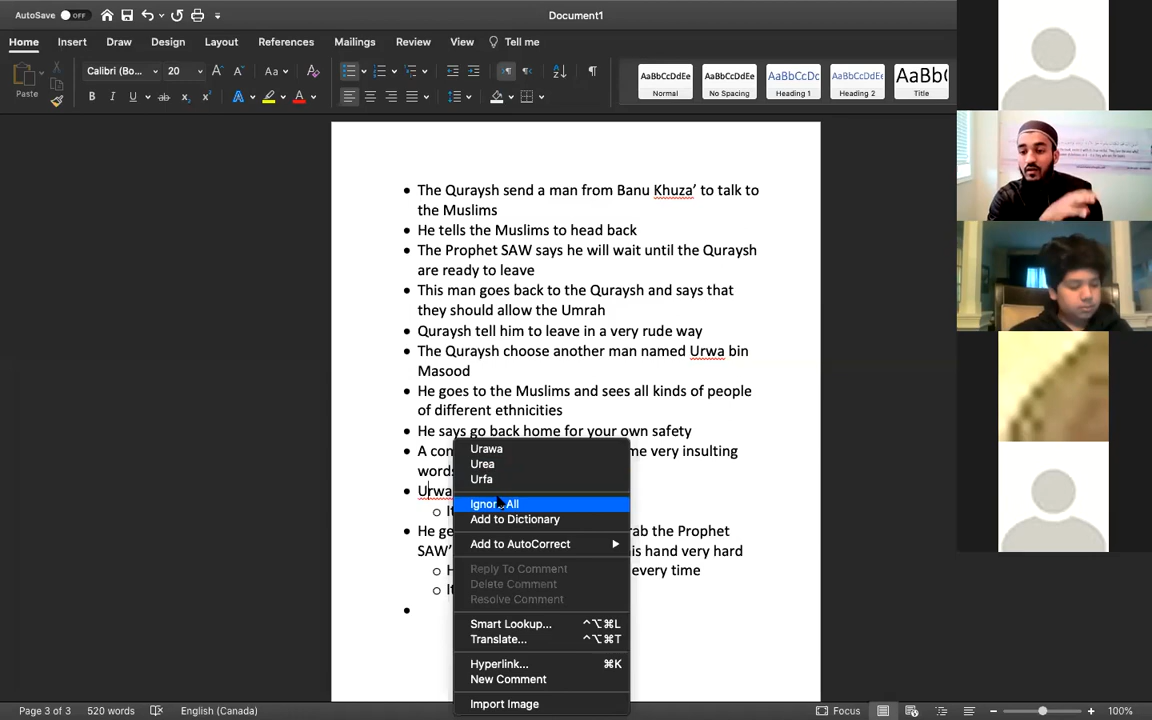 AutoSave OFF
Document1
Home Insert Draw Design Layout References Mailings Review View Tell me
Paste
Calibri (Bo... 20
Aa
B I U ab x₂ x² A A
AaBbCcDdEe AaBbCcDdEe AaBbCcDc AaBbCcDdEe AaBb(
Normal No Spacing Heading 1 Heading 2 Title
• The Quraysh send a man from Banu Khuza’ to talk to
the Muslims
• He tells the Muslims to head back
• The Prophet SAW says he will wait until the Quraysh
are ready to leave
• This man goes back to the Quraysh and says that
they should allow the Umrah
• Quraysh tell him to leave in a very rude way
• The Quraysh choose another man named Urwa bin
Masood
• He goes to the Muslims and sees all kinds of people
of different ethnicities
• He says go back home for your own safety
• A con me very insulting
words
• Urwa
• He ge rab the Prophet
SAW’ is hand very hard
every time
Urawa
Urea
Urfa
Ignore All
Add to Dictionary
Add to AutoCorrect
Reply To Comment
Delete Comment
Resolve Comment
Smart Lookup... ^⌥⌘L
Translate... ^⌥⌘T
Hyperlink... ⌘K
New Comment
Import Image
Page 3 of 3 520 words English (Canada) Focus 100%